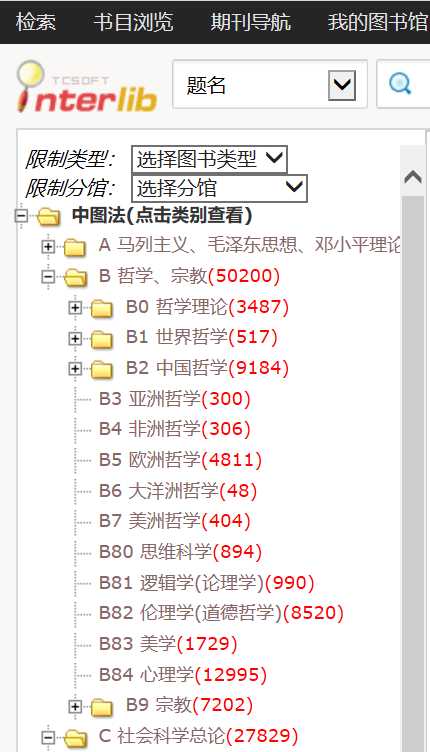 检索 书目浏览 期刊导航 我的图书馆
TCSOFT
interlib
题名
限制类型： 选择图书类型
限制分馆： 选择分馆
中图法(点击类别查看)
A 马列主义、毛泽东思想、邓小平理论
B 哲学、宗教(50200)
B0 哲学理论(3487)
B1 世界哲学(517)
B2 中国哲学(9184)
B3 亚洲哲学(300)
B4 非洲哲学(306)
B5 欧洲哲学(4811)
B6 大洋洲哲学(48)
B7 美洲哲学(404)
B80 思维科学(894)
B81 逻辑学(论理学)(990)
B82 伦理学(道德哲学)(8520)
B83 美学(1729)
B84 心理学(12995)
B9 宗教(7202)
C 社会科学总论(27829)